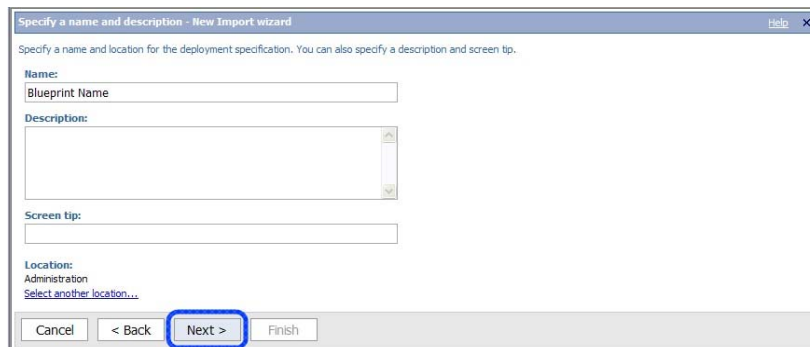 Specify a name and description - New Import wizard
Help X
Specify a name and location for the deployment specification. You can also specify a description and screen tip.
Name:
Blueprint Name
Description:
Screen tip:
Location:
Administration
Select another location...
Cancel < Back Next > Finish